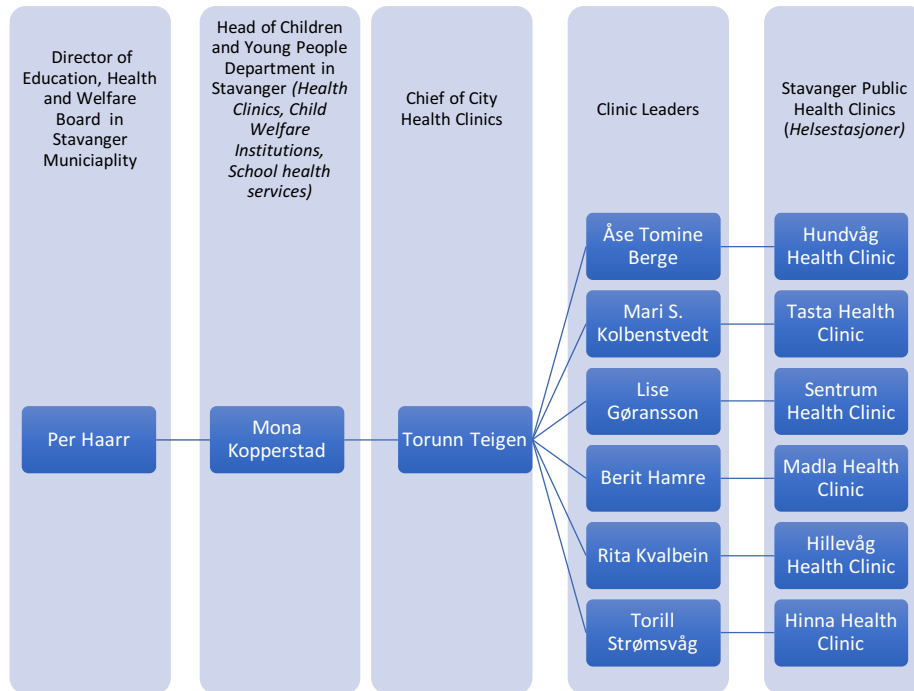 Director of
Education, Health
and Welfare
Board in
Stavanger
Municiaplity
Head of Children
and Young People
Department in
Stavanger (Health
Clinics, Child
Welfare
Institutions,
School health
services)
Chief of City
Health Clinics
Clinic Leaders
Stavanger Public
Health Clinics
(Helsestasjoner)
Per Haarr
Mona
Kopperstad
Torunn Teigen
Åse Tomine
Berge
Hundvåg
Health Clinic
Mari S.
Kolbenstvedt
Tasta Health
Clinic
Lise
Gøransson
Sentrum
Health Clinic
Berit Hamre
Madla Health
Clinic
Rita Kvalbein
Hillevåg
Health Clinic
Torill
Strømsvåg
Hinna Health
Clinic